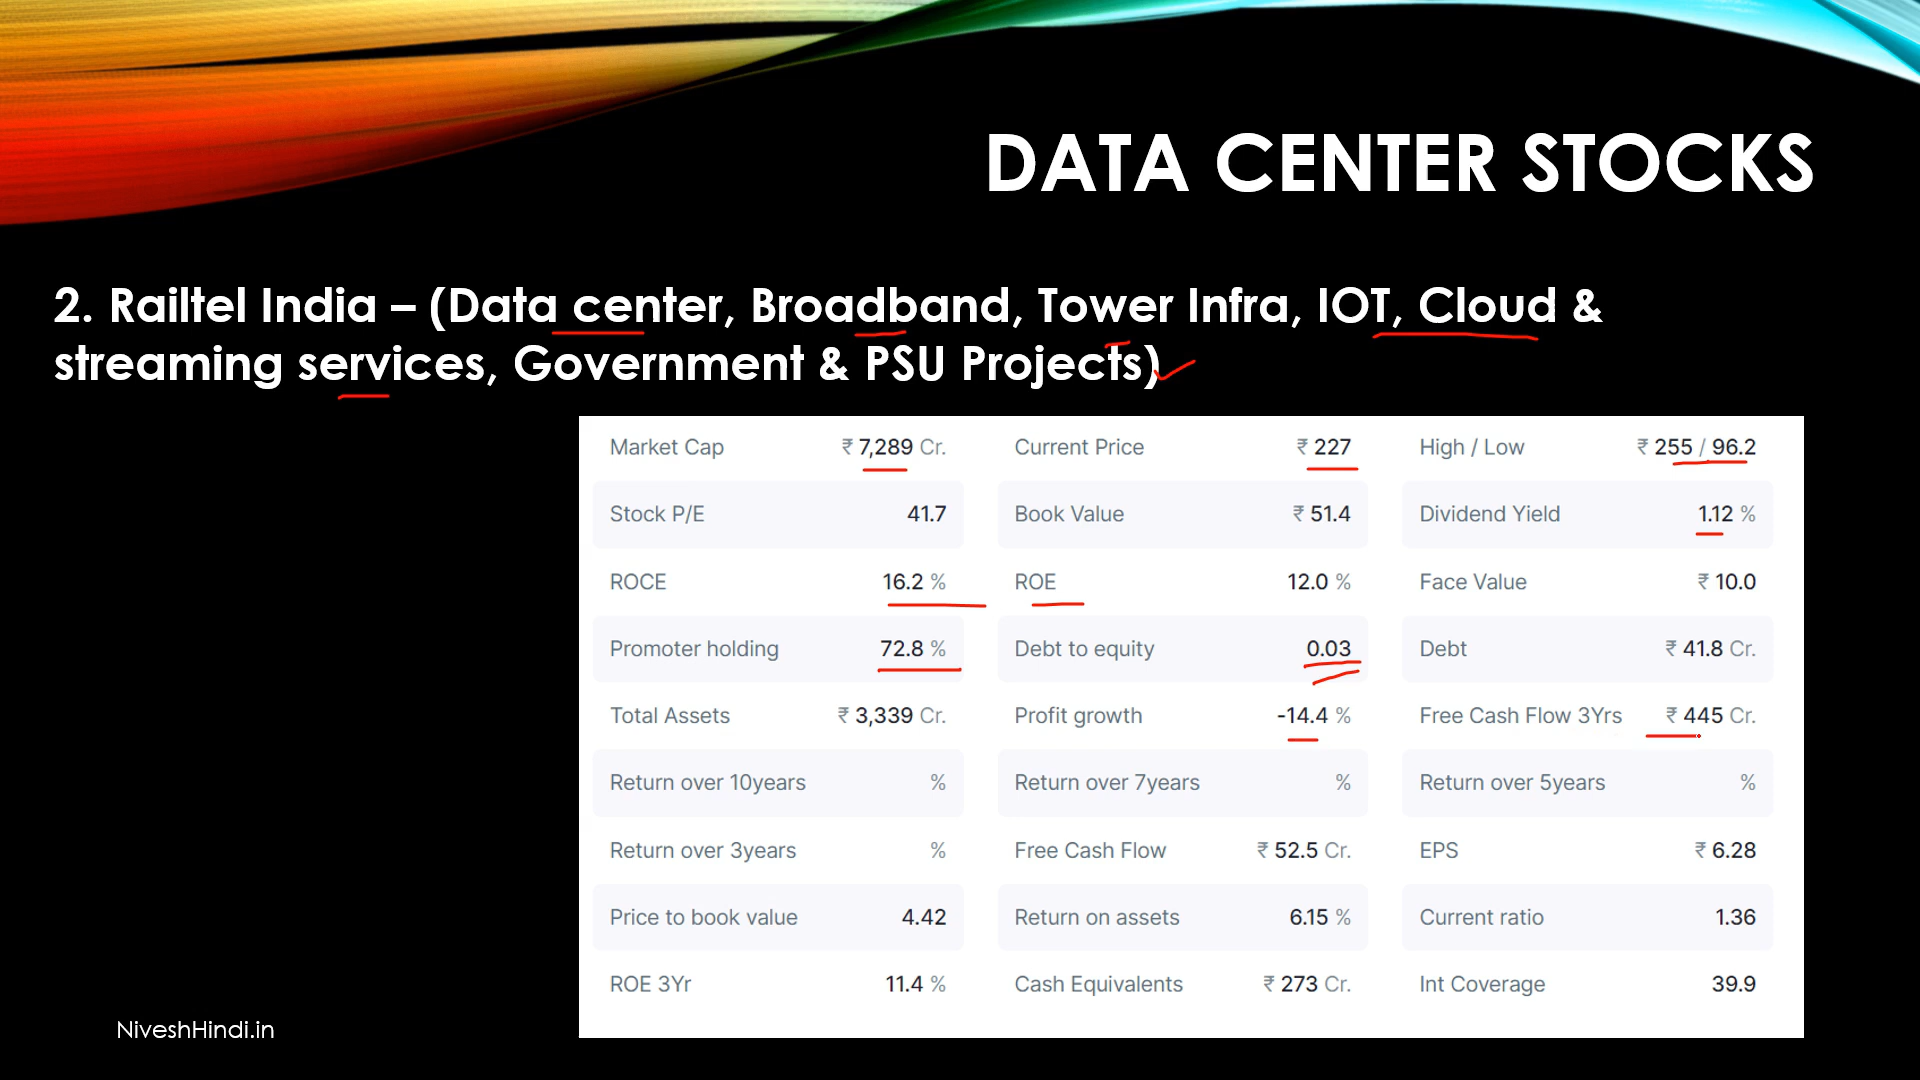 DATA CENTER STOCKS
2. Railtel India – (Data center, Broadband, Tower Infra, IOT, Cloud &
streaming services, Government & PSU Projects)
Market Cap ₹ 7,289 Cr. Current Price ₹ 227 High / Low ₹ 255 / 96.2
Stock P/E 41.7 Book Value ₹ 51.4 Dividend Yield 1.12 %
ROCE 16.2 % ROE 12.0 % Face Value ₹ 10.0
Promoter holding 72.8 % Debt to equity 0.03 Debt ₹ 41.8 Cr.
Total Assets ₹ 3,339 Cr. Profit growth -14.4 % Free Cash Flow 3Yrs ₹ 445 Cr.
Return over 10years % Return over 7years % Return over 5years %
Return over 3years % Free Cash Flow ₹ 52.5 Cr. EPS ₹ 6.28
Price to book value 4.42 Return on assets 6.15 % Current ratio 1.36
ROE 3Yr 11.4 % Cash Equivalents ₹ 273 Cr. Int Coverage 39.9
NiveshHindi.in